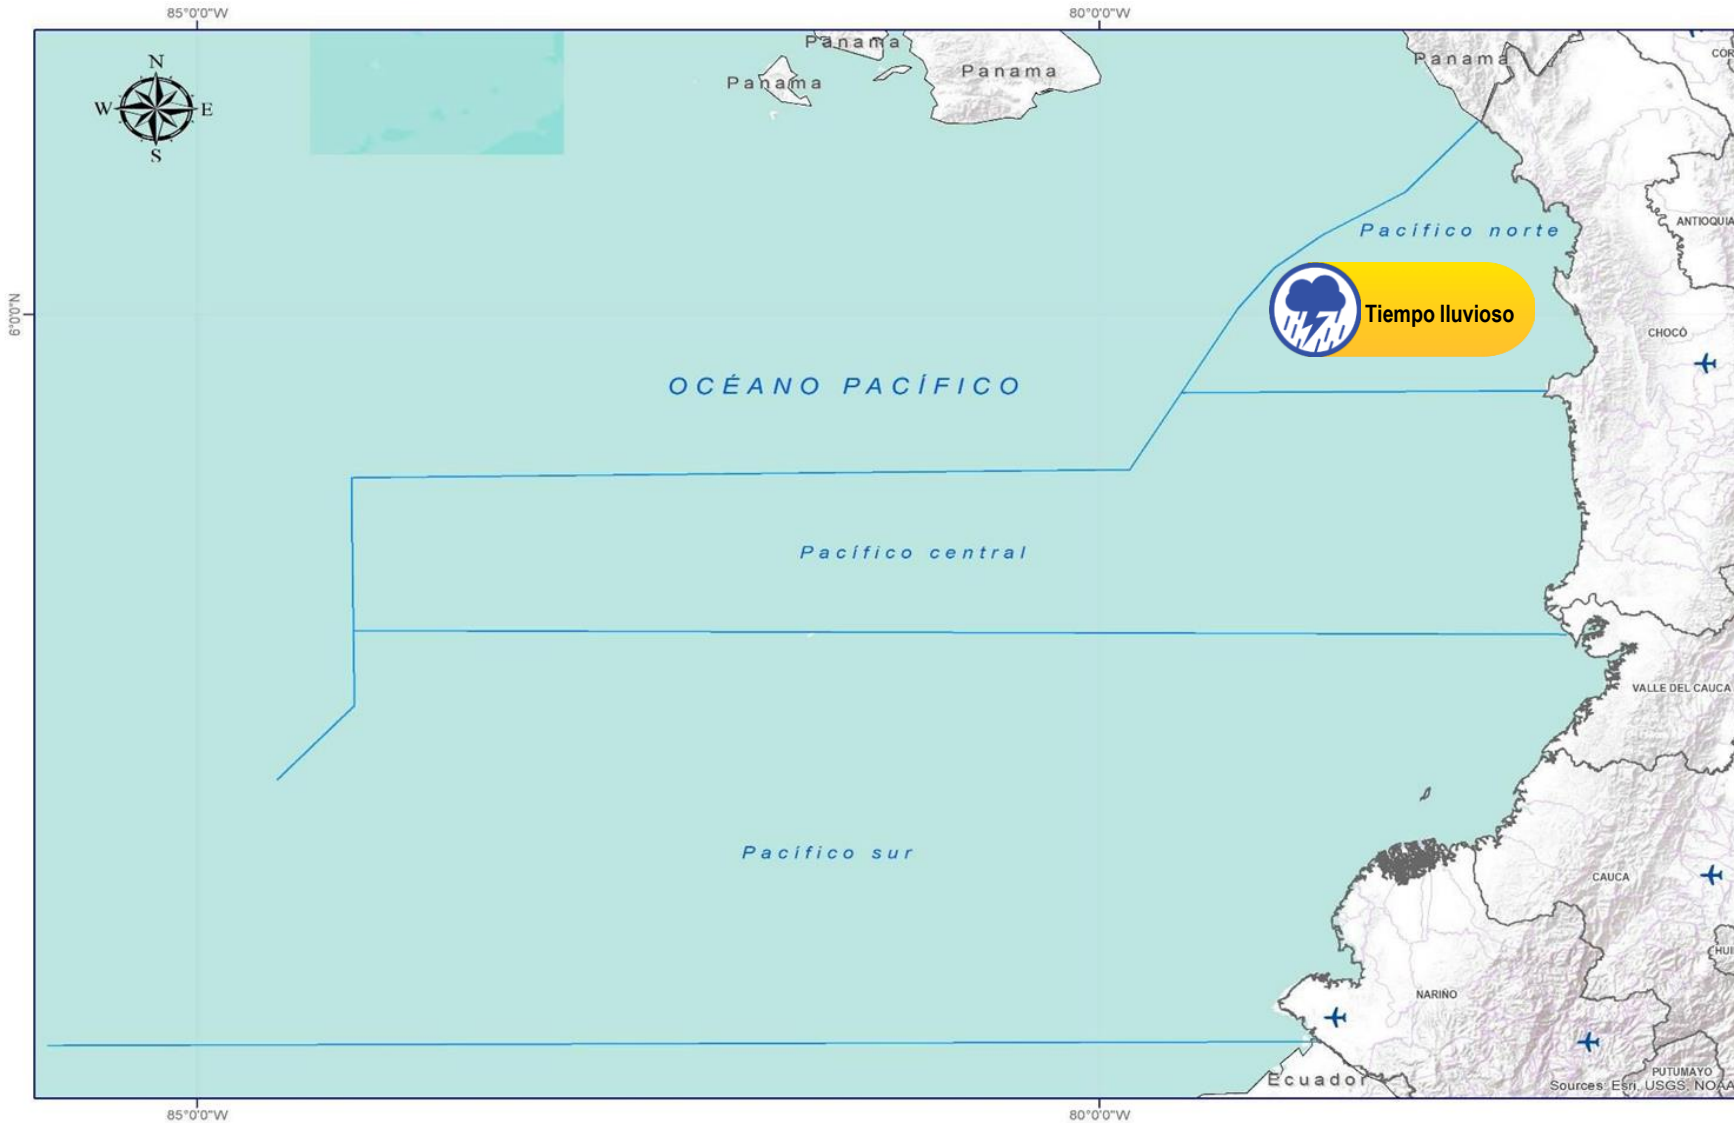 85°0'0"W
80°0'0"W
Panama
Panama
Panama
Panama
N
W
E
S
ANTIOQUIA
Pacífico norte
6°0'0"N
Tiempo lluvioso
CHOCÓ
OCÉANO PACÍFICO
Pacífico central
VALLE DEL CAUCA
Pacífico sur
CAUCA
NARIÑO
PUTUMAYO
Ecuador
Sources: Esri, USGS, NOAA
85°0'0"W
80°0'0"W